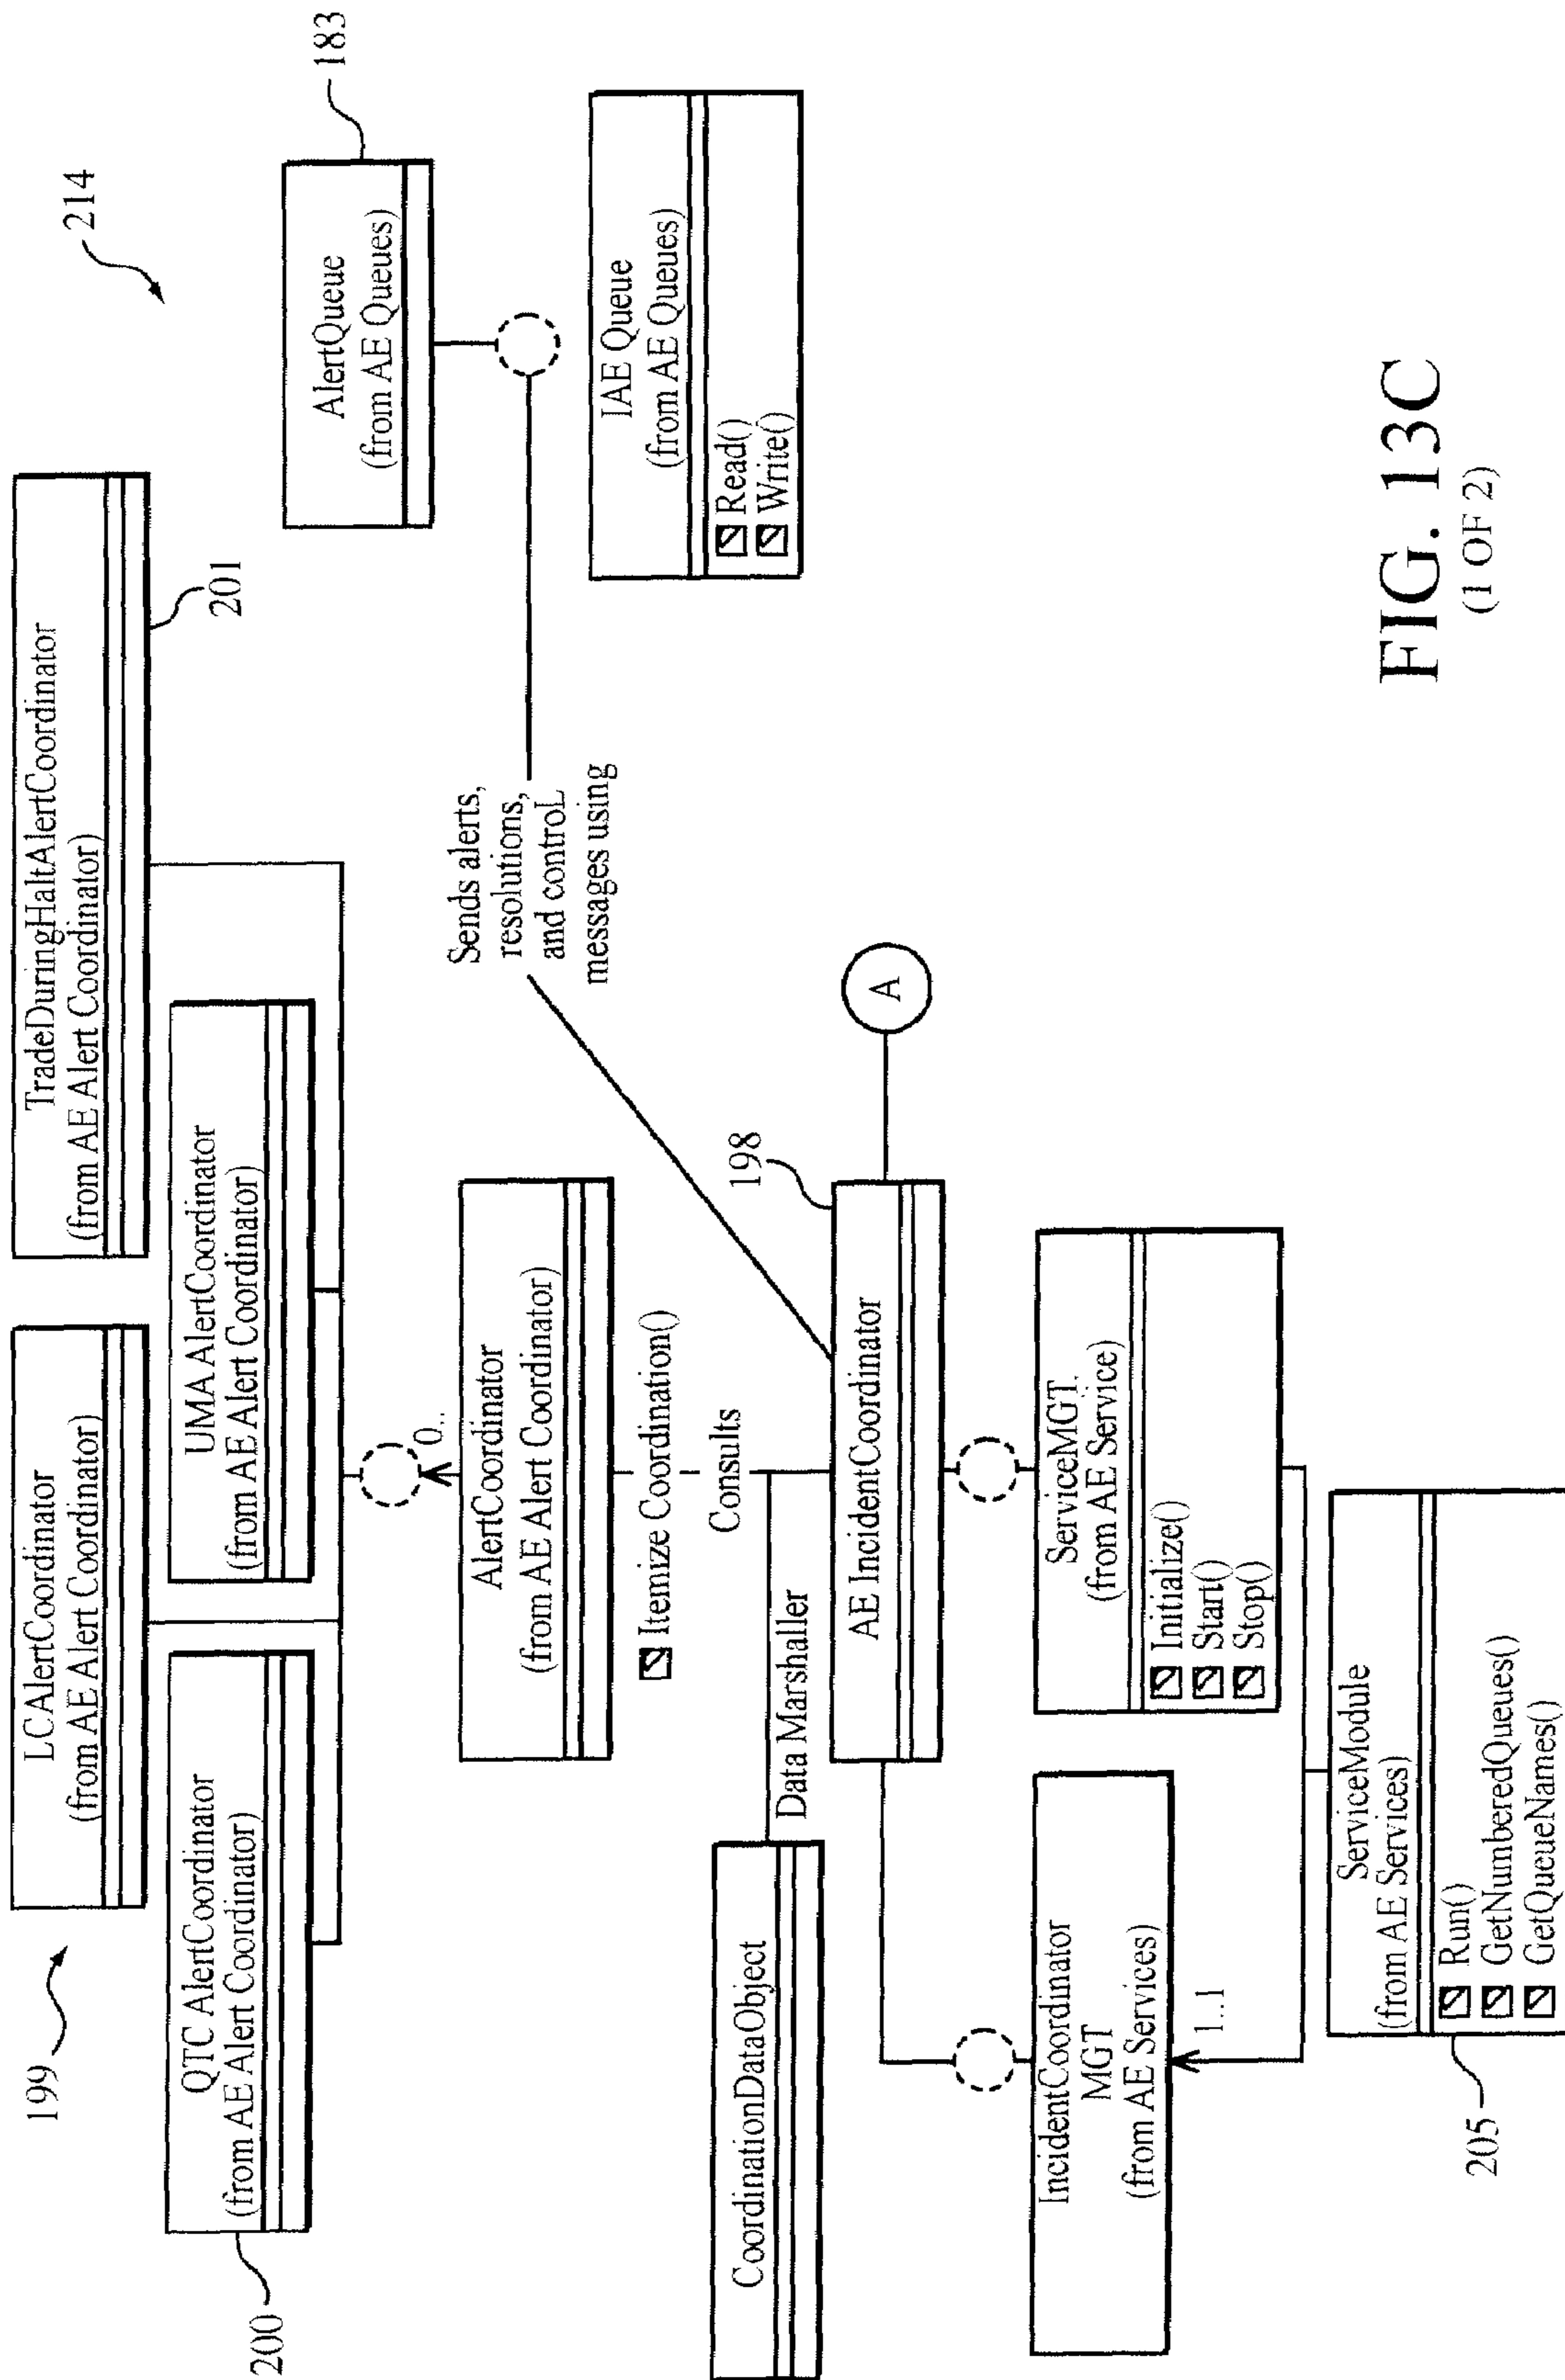 214
199
LCAlertCoordinator
(from AE Alert Coordinator)
TradeDuringHaltAlertCoordinator
(from AE Alert Coordinator)
201
QTC AlertCoordinator
(from AE Alert Coordinator)
200
UMA AlertCoordinator
(from AE Alert Coordinator)
0..
AlertQueue
(from AE Queues)
183
AlertCoordinator
(from AE Alert Coordinator)
Itemize Coordination()
Sends alerts,
resolutions,
and controL
messages using
IAE Queue
(from AE Queues)
Read()
Write()
Consults
CoordinationDataObject
Data Marshaller
AE IncidentCoordinator
198
A
IncidentCoordinator
MGT
(from AE Services)
1..1
ServiceMGT.
(from AE Service)
Initialize()
Start()
Stop()
ServiceModule
(from AE Services)
Run()
GetNumberedQueues()
GetQueueNames()
205
FIG. 13C
(1 OF 2)